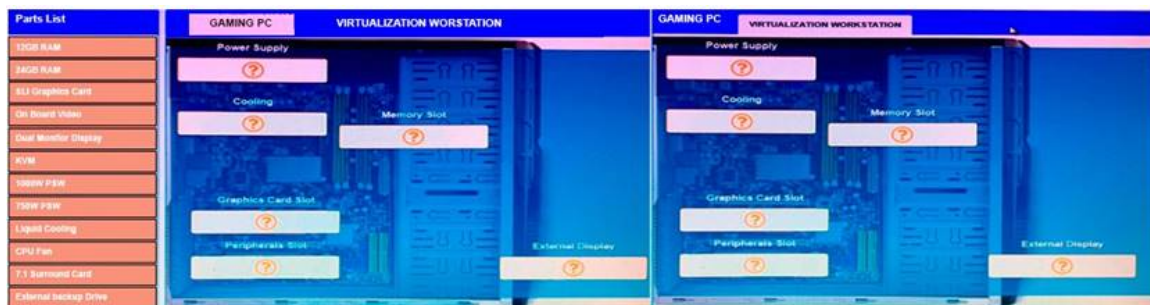 Parts List
12GB RAM
24GB RAM
SLI Graphics Card
On Board Video
Dual Monitor Display
KVM
1000W PSW
750W PSW
Liquid Cooling
CPU Fan
7.1 Surround Card
External backup Drive
GAMING PC
VIRTUALIZATION WORSTATION
Power Supply
?
Cooling
?
Memory Slot
?
Graphics Card Slot
?
Peripherals Slot
?
External Display
?
GAMING PC
VIRTUALIZATION WORKSTATION
Power Supply
?
Cooling
?
Memory Slot
?
Graphics Card Slot
?
Peripherals Slot
?
External Display
?